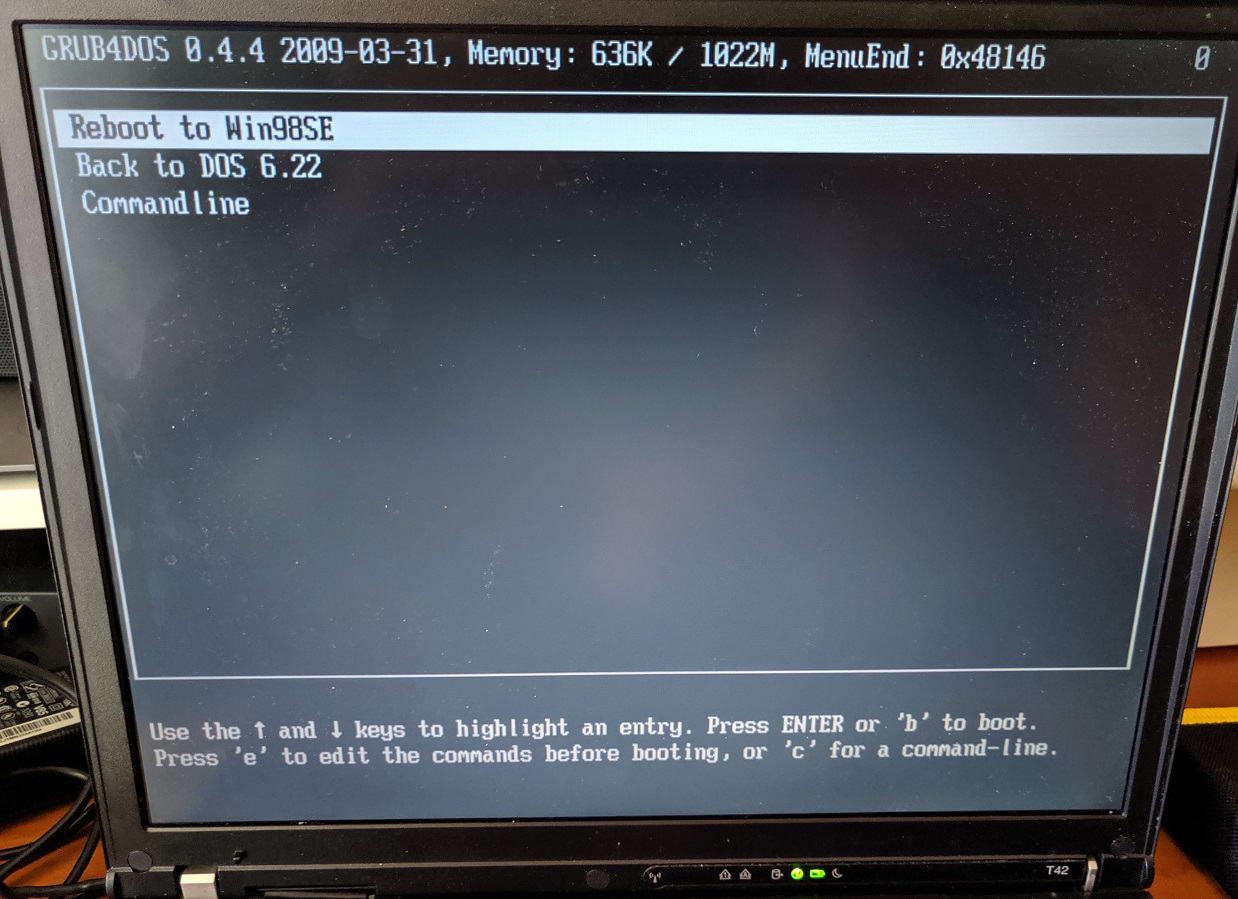 GRUB4DOS 0.4.4 2009-03-31, Memory: 636K / 1022M, MenuEnd: 0x48146 0
Reboot to Win98SE
Back to DOS 6.22
Commandline
Use the ↑ and ↓ keys to highlight an entry. Press ENTER or 'b' to boot.
Press 'e' to edit the commands before booting, or 'c' for a command-line.
VOLUME
T42